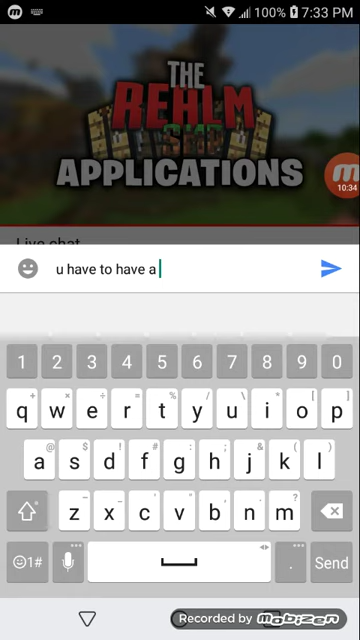 100% 7:33 PM
THE
REHLM
SMP
APPLICATIONS
10:34
Live chat
u have to have a
1 2 3 4 5 6 7 8 9 0
+ × ÷ = % / \ * [ ]
q w e r t y u i o p
@ $ ! # : ; & ( )
a s d f g h j k l
_ - ' " , ?
z x c v b n m
1# . Send
Recorded by mobizen